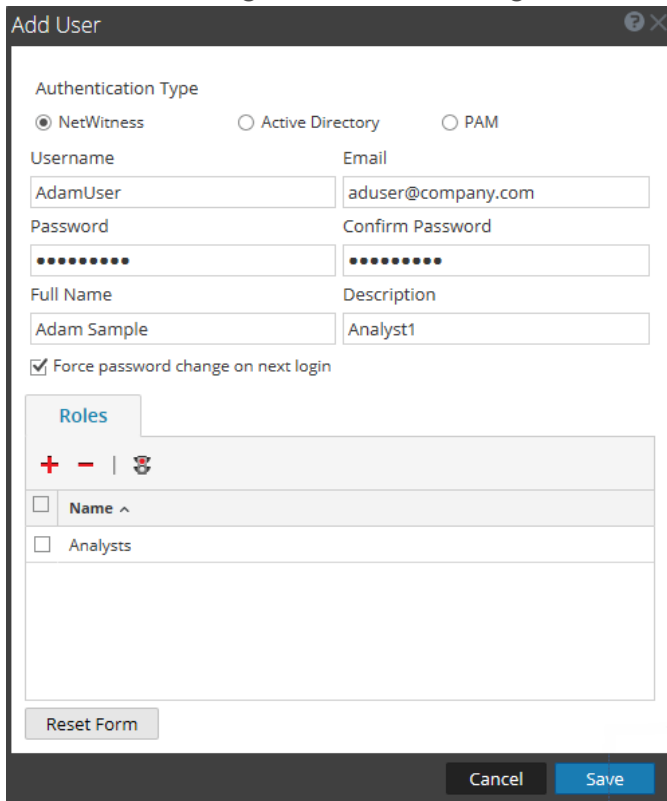 Add User
Authentication Type
NetWitness Active Directory PAM
Username Email
AdamUser aduser@company.com
Password Confirm Password
••••••••• •••••••••
Full Name Description
Adam Sample Analyst1
Force password change on next login
Roles
Name
Analysts
Reset Form
Cancel Save